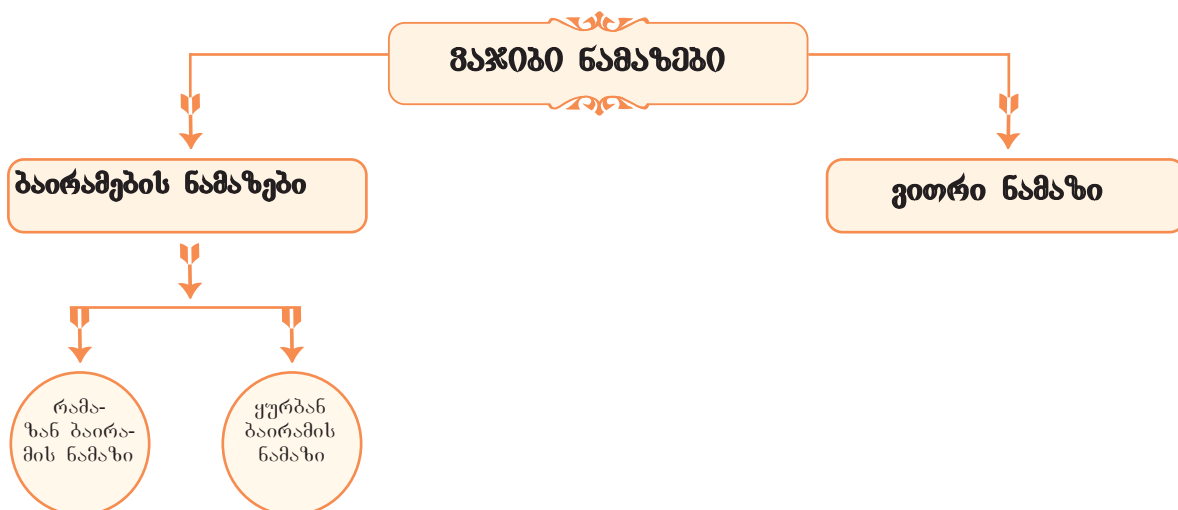 ვაჯიბი ნამაზები
ბაირამების ნამაზები
ვითრი ნამაზი
რამა-
ზან ბაირა-
მის ნამაზი
ყურბან
ბაირამის
ნამაზი